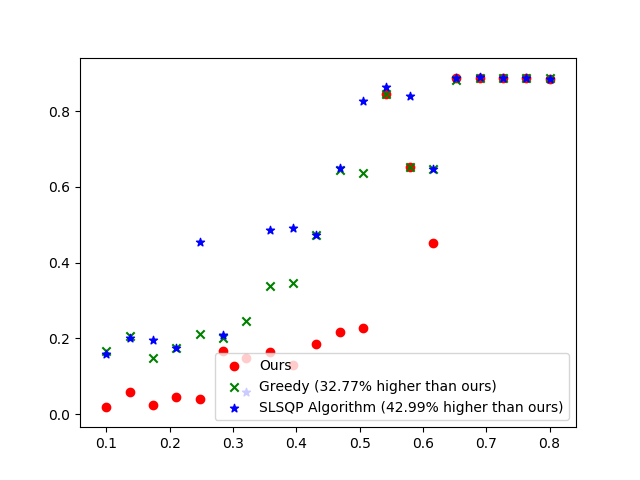 0.8
0.6
0.4
0.2
0.0
Ours
Greedy (32.77% higher than ours)
SLSQP Algorithm (42.99% higher than ours)
0.1 0.2 0.3 0.4 0.5 0.6 0.7 0.8